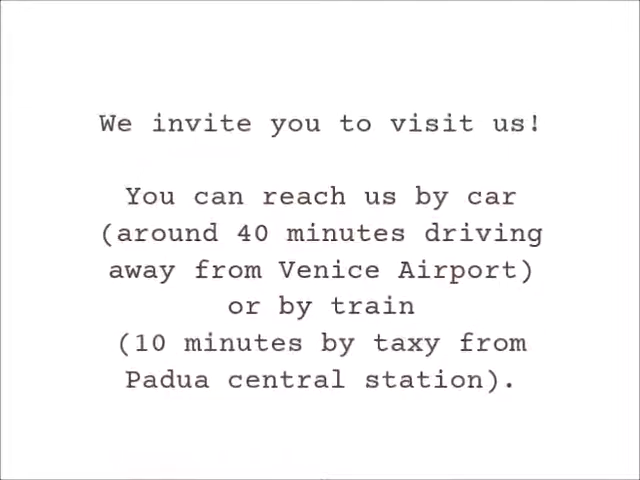 We invite you to visit us!
You can reach us by car
(around 40 minutes driving
away from Venice Airport)
or by train
(10 minutes by taxy from
Padua central station).